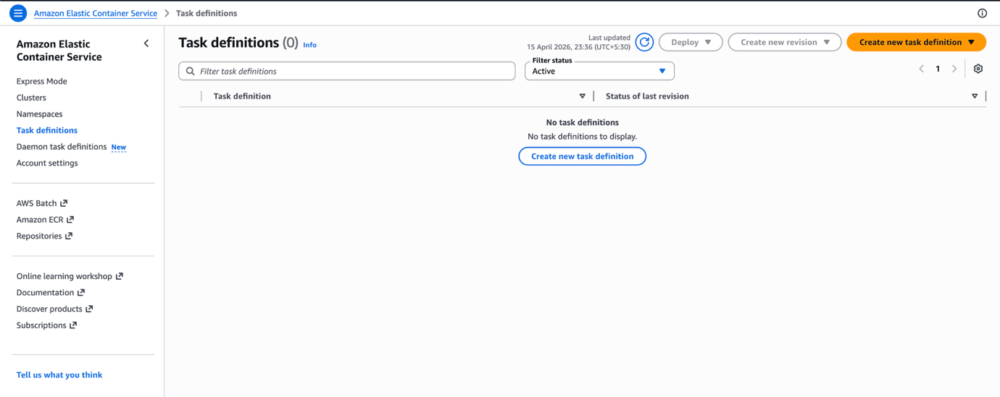 Amazon Elastic Container Service > Task definitions
Amazon Elastic
Container Service
Express Mode
Clusters
Namespaces
Task definitions
Daemon task definitions New
Account settings
AWS Batch
Amazon ECR
Repositories
Online learning workshop
Documentation
Discover products
Subscriptions
Tell us what you think
Task definitions (0) Info
Last updated
15 April 2026, 23:36 (UTC+5:30)
Deploy
Create new revision
Create new task definition
Filter task definitions
Filter status
Active
1
Task definition
Status of last revision
No task definitions
No task definitions to display.
Create new task definition